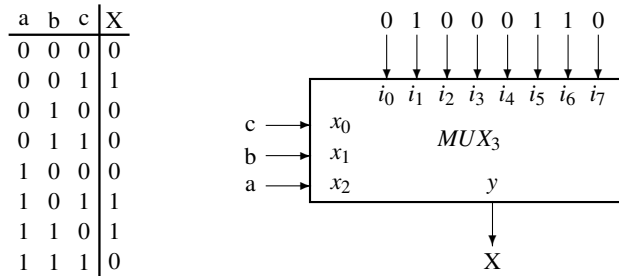 a b c X
0 0 0 0
0 0 1 1
0 1 0 0
0 1 1 0
1 0 0 0
1 0 1 1
1 1 0 1
1 1 1 0
0 1 0 0 0 1 1 0
i₀ i₁ i₂ i₃ i₄ i₅ i₆ i₇
c x₀
MUX₃
b x₁
a x₂ y
X